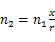 n₂ = n₁ x/r